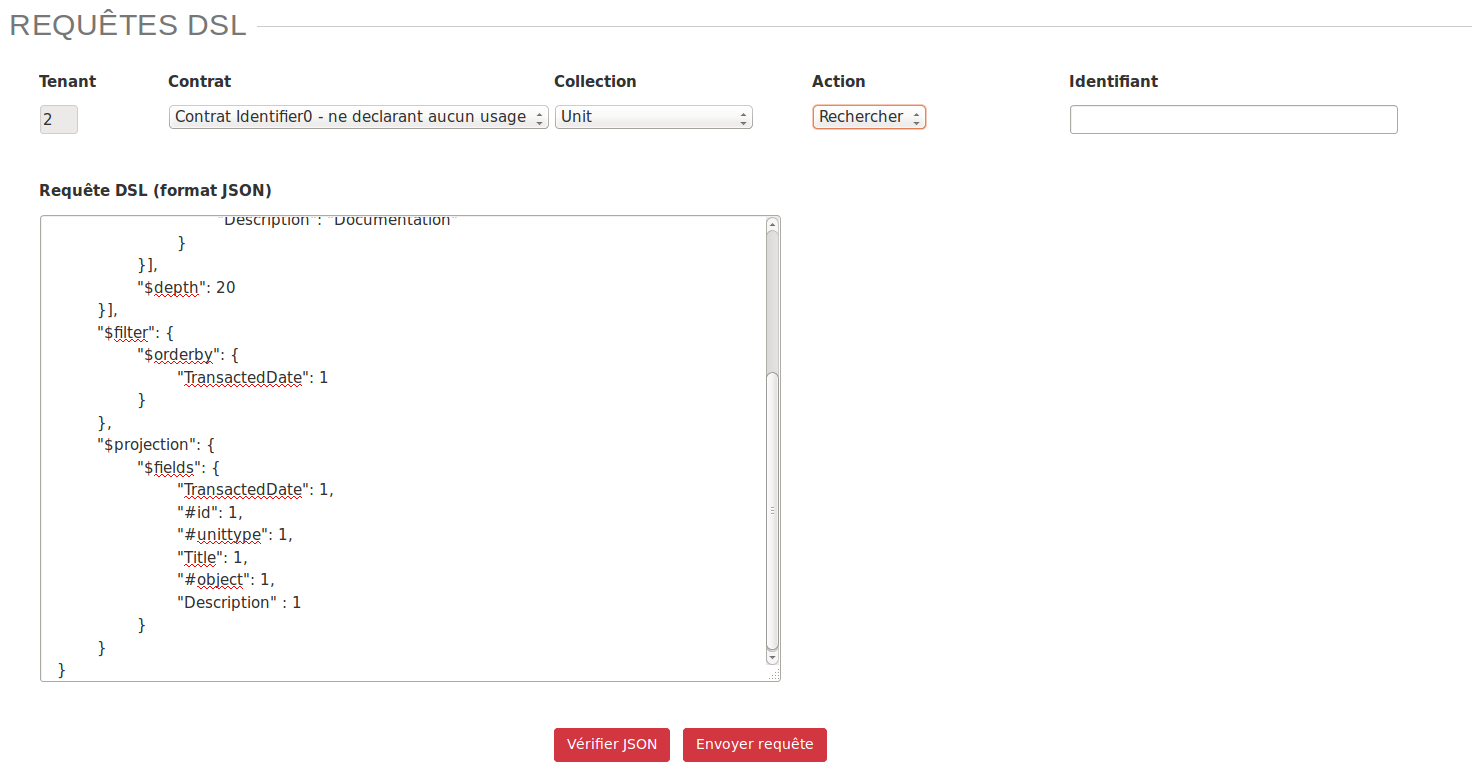 REQUÊTES DSL
Tenant Contrat Collection Action Identifiant
2 Contrat Identifier0 - ne declarant aucun usage Unit Rechercher
Requête DSL (format JSON)
"Description" : "Documentation"
}
}],
"$depth": 20
}],
"$filter": {
"$orderby": {
"TransactedDate": 1
}
},
"$projection": {
"$fields": {
"TransactedDate": 1,
"#id": 1,
"#unittype": 1,
"Title": 1,
"#object": 1,
"Description" : 1
}
}
}
Vérifier JSON Envoyer requête